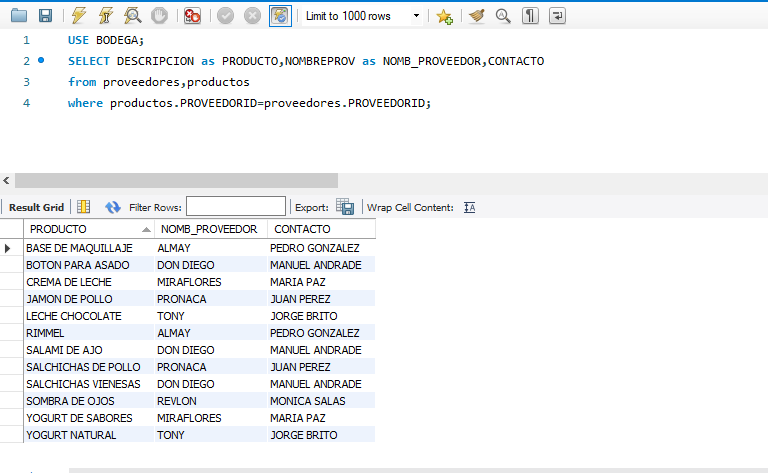 Limit to 1000 rows
1 USE BODEGA;
2 SELECT DESCRIPCION as PRODUCTO,NOMBREPROV as NOMB_PROVEEDOR,CONTACTO
3 from proveedores,productos
4 where productos.PROVEEDORID=proveedores.PROVEEDORID;
Result Grid Filter Rows: Export: Wrap Cell Content:
PRODUCTO NOMB_PROVEEDOR CONTACTO
BASE DE MAQUILLAJE ALMAY PEDRO GONZALEZ
BOTON PARA ASADO DON DIEGO MANUEL ANDRADE
CREMA DE LECHE MIRAFLORES MARIA PAZ
JAMON DE POLLO PRONACA JUAN PEREZ
LECHE CHOCOLATE TONY JORGE BRITO
RIMMEL ALMAY PEDRO GONZALEZ
SALAMI DE AJO DON DIEGO MANUEL ANDRADE
SALCHICHAS DE POLLO PRONACA JUAN PEREZ
SALCHICHAS VIENESAS DON DIEGO MANUEL ANDRADE
SOMBRA DE OJOS REVLON MONICA SALAS
YOGURT DE SABORES MIRAFLORES MARIA PAZ
YOGURT NATURAL TONY JORGE BRITO